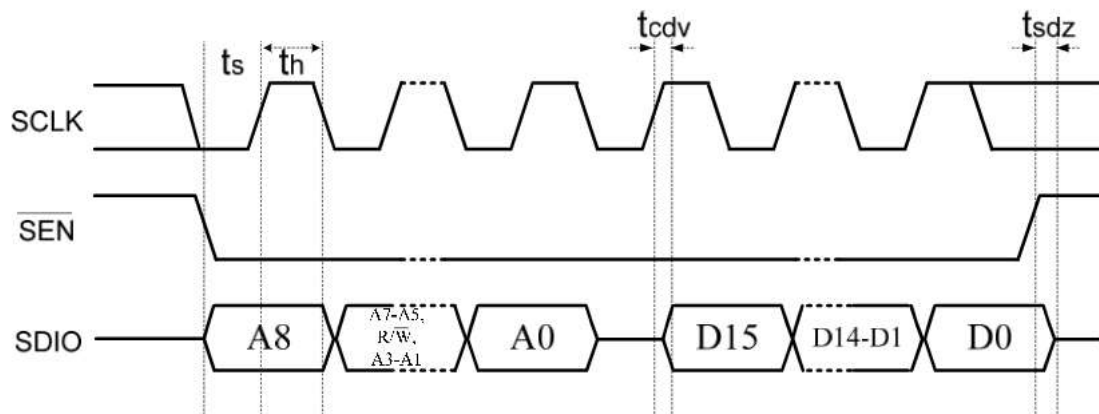 tcdv tsdz
ts th
SCLK
SEN
A7-A5,
SDIO A8 R/W, A0 D15 D14-D1 D0
A3-A1